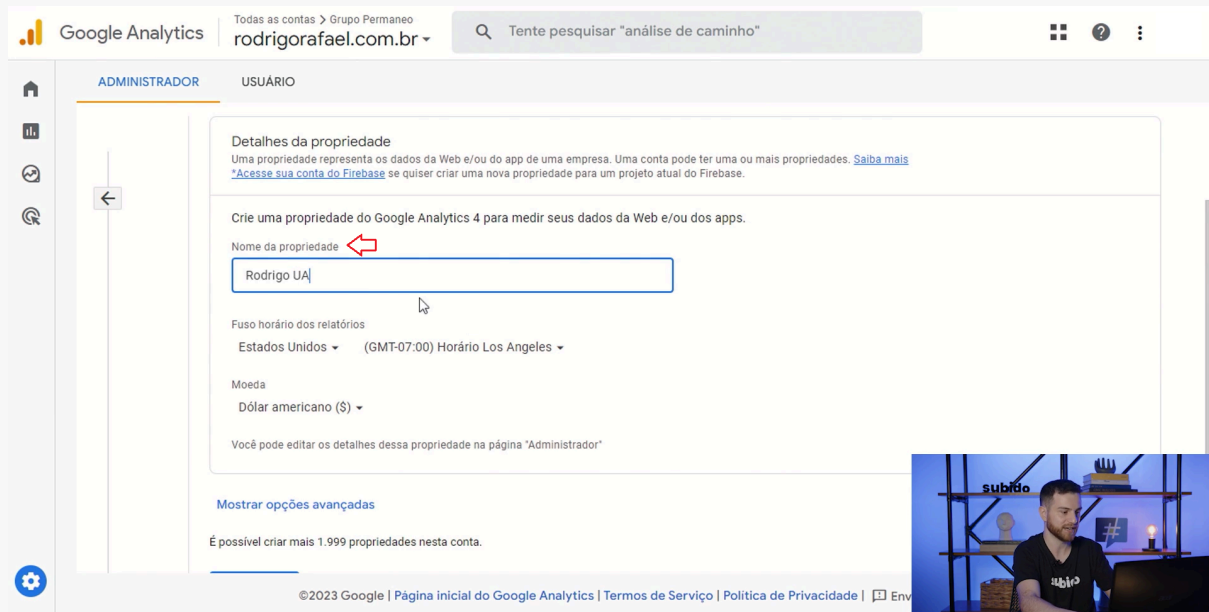 Google Analytics
Todas as contas > Grupo Permaneo
rodrigorafael.com.br
Tente pesquisar "análise de caminho"
ADMINISTRADOR
USUÁRIO
Detalhes da propriedade
Uma propriedade representa os dados da Web e/ou do app de uma empresa. Uma conta pode ter uma ou mais propriedades. Saiba mais
*Acesse sua conta do Firebase se quiser criar uma nova propriedade para um projeto atual do Firebase.
Crie uma propriedade do Google Analytics 4 para medir seus dados da Web e/ou dos apps.
Nome da propriedade
Rodrigo UA
Fuso horário dos relatórios
Estados Unidos (GMT-07:00) Horário Los Angeles
Moeda
Dólar americano ($)
Você pode editar os detalhes dessa propriedade na página "Administrador"
Mostrar opções avançadas
É possível criar mais 1.999 propriedades nesta conta.
©2023 Google | Página inicial do Google Analytics | Termos de Serviço | Política de Privacidade | Env
subido
#
subido